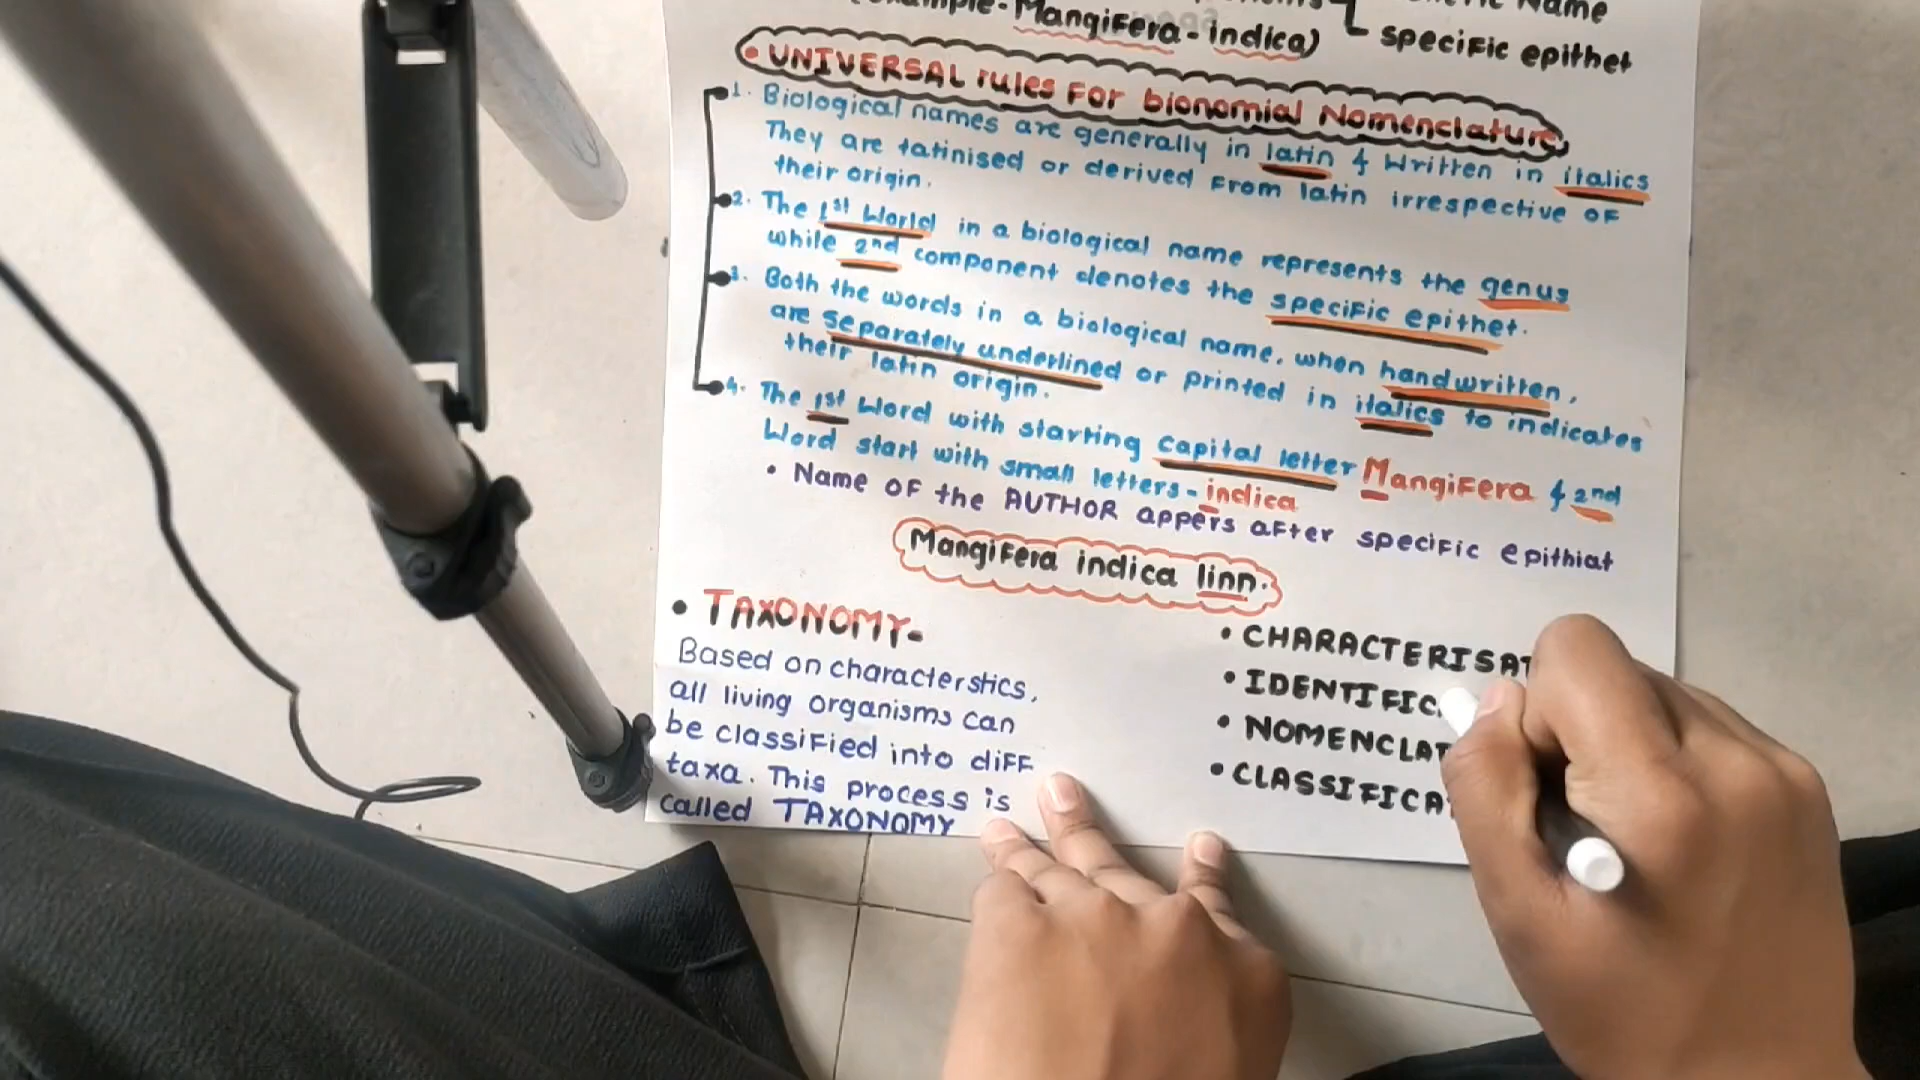 Mangifera-indica)
specific epithet
• UNIVERSAL rules For bionomial Nomenclature
1. Biological names are generally in latin & Written in italics
They are tatinised or derived From latin irrespective OF
their origin.
2. The 1st World in a biological name represents the genus
while 2nd component denotes the specific epithet.
3. Both the words in a biological name, when handwritten,
are separately underlined or printed in italics to indicates
their latin origin.
4. The 1st Word with starting capital letter Mangifera & 2nd
Word start with small letters - indica
• Name OF the AUTHOR appers after specific epithiat
Mangifera indica linn.
• TAXONOMY-
Based on characterstics,
all living organisms can
be classified into diff
taxa. This process is
called TAXONOMY
• CHARACTERISAT
• IDENTIFIC
• NOMENCLAT
• CLASSIFICA